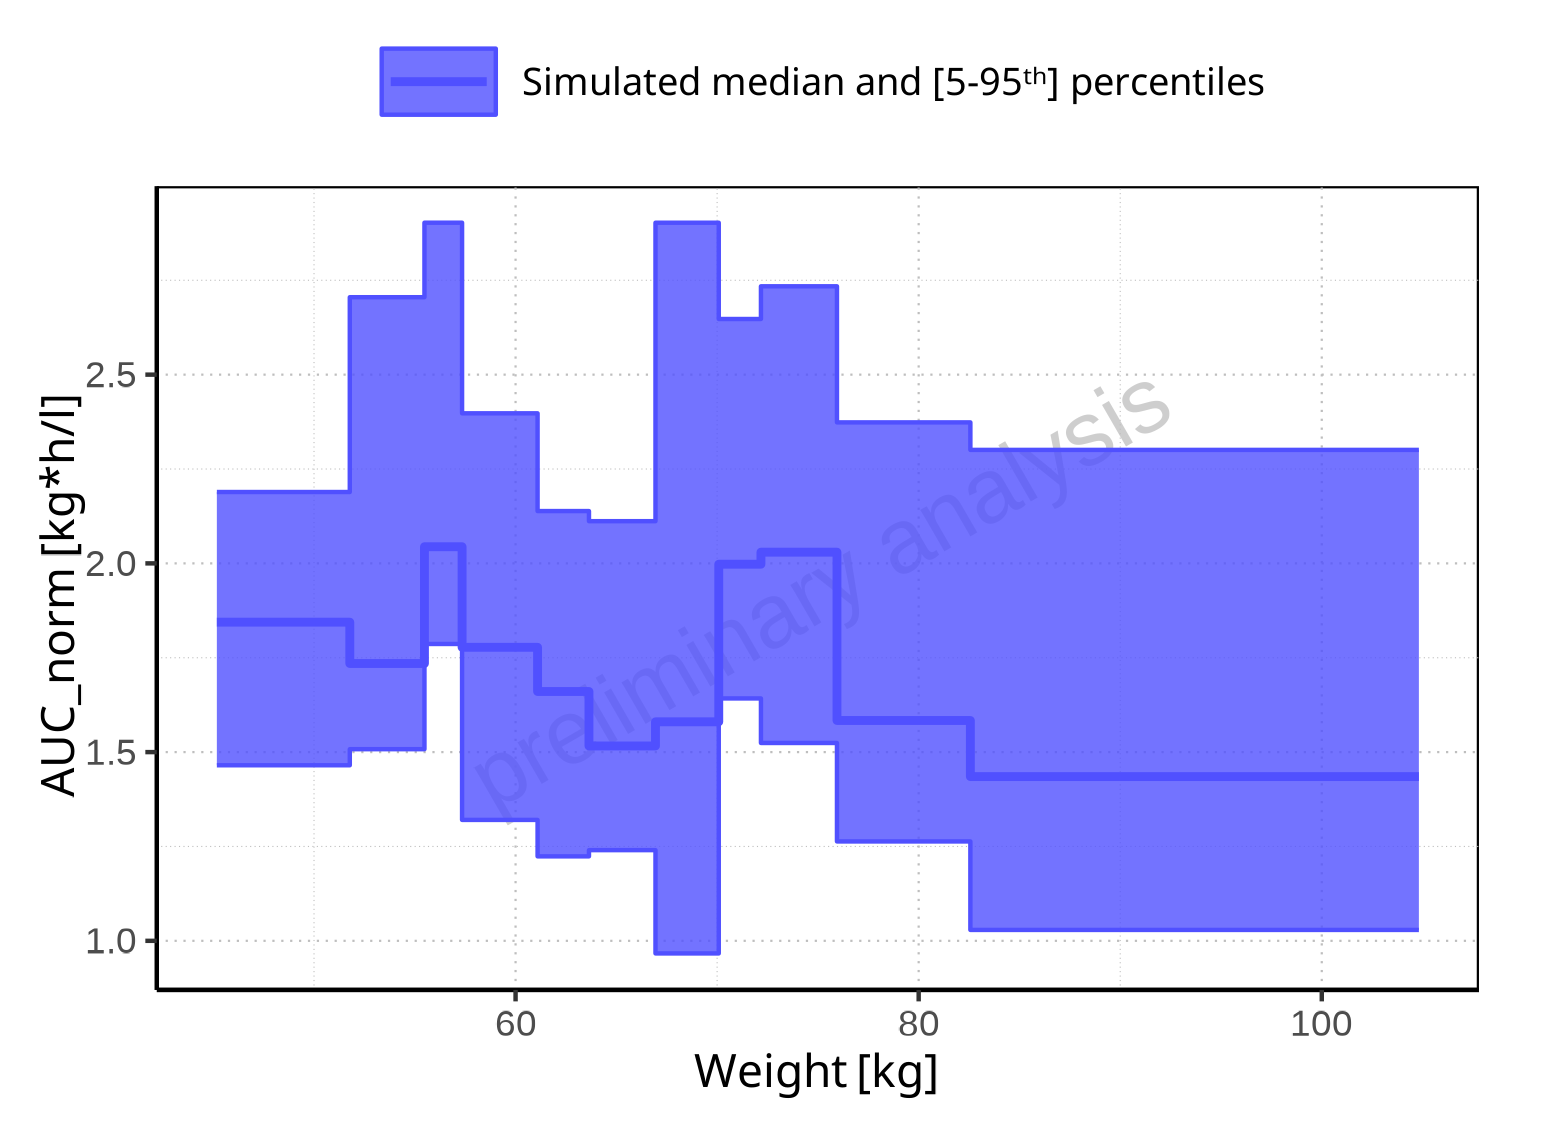 Simulated median and [5-95ᵗʰ] percentiles
AUC_norm [kg*h/l]
2.5
2.0
1.5
1.0
preliminary analysis
60 80 100
Weight [kg]